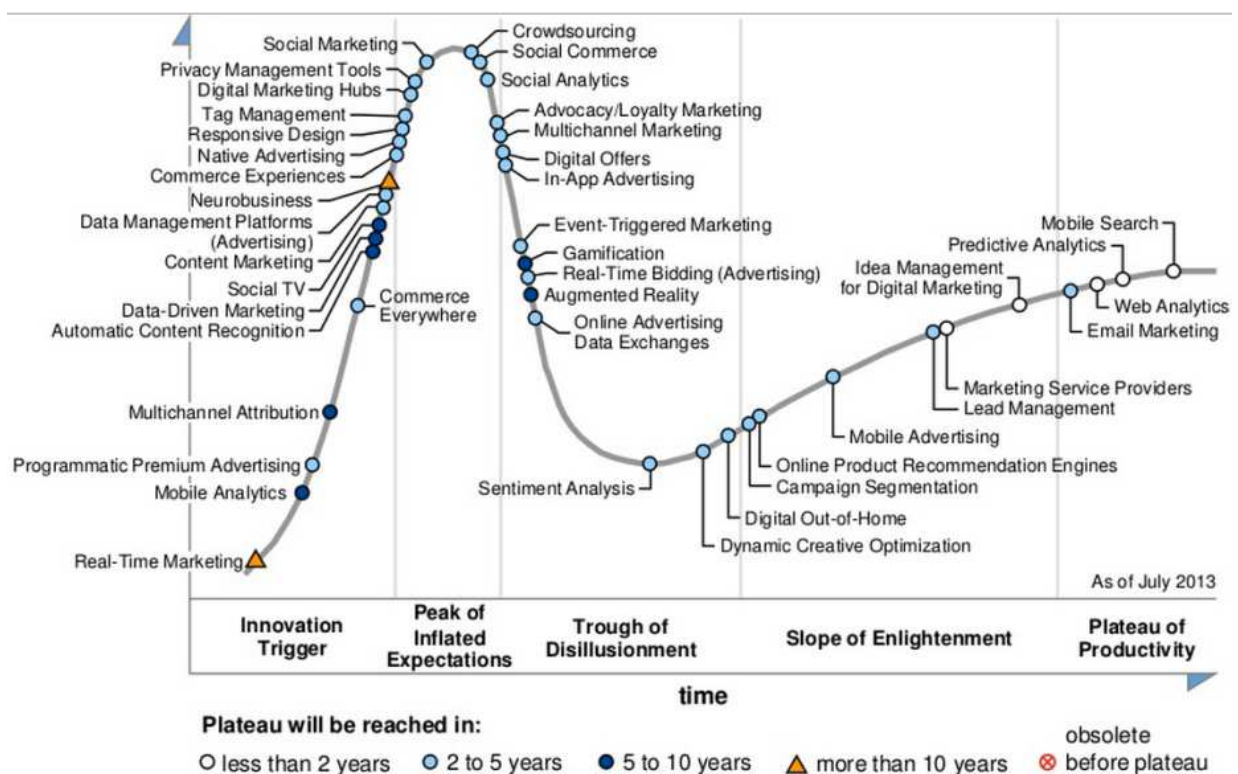 Social Marketing
Privacy Management Tools
Digital Marketing Hubs
Tag Management
Responsive Design
Native Advertising
Commerce Experiences
Neurobusiness
Data Management Platforms
(Advertising)
Content Marketing
Social TV
Data-Driven Marketing
Automatic Content Recognition
Commerce
Everywhere
Multichannel Attribution
Programmatic Premium Advertising
Mobile Analytics
Real-Time Marketing
Crowdsourcing
Social Commerce
Social Analytics
Advocacy/Loyalty Marketing
Multichannel Marketing
Digital Offers
In-App Advertising
Event-Triggered Marketing
Gamification
Real-Time Bidding (Advertising)
Augmented Reality
Online Advertising
Data Exchanges
Sentiment Analysis
Mobile Search
Predictive Analytics
Idea Management
for Digital Marketing
Web Analytics
Email Marketing
Marketing Service Providers
Lead Management
Mobile Advertising
Online Product Recommendation Engines
Campaign Segmentation
Digital Out-of-Home
Dynamic Creative Optimization
As of July 2013
Innovation
Trigger
Peak of
Inflated
Expectations
Trough of
Disillusionment
Slope of Enlightenment
Plateau of
Productivity
time
Plateau will be reached in:
less than 2 years
2 to 5 years
5 to 10 years
more than 10 years
obsolete
before plateau